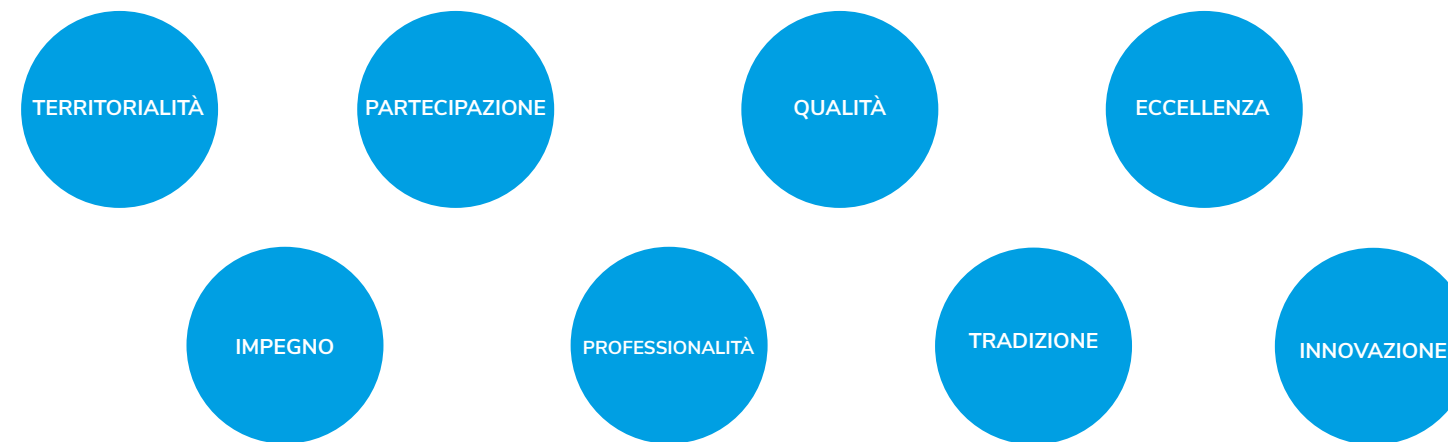 TERRITORIALITÀ
PARTECIPAZIONE
QUALITÀ
ECCELLENZA
IMPEGNO
PROFESSIONALITÀ
TRADIZIONE
INNOVAZIONE